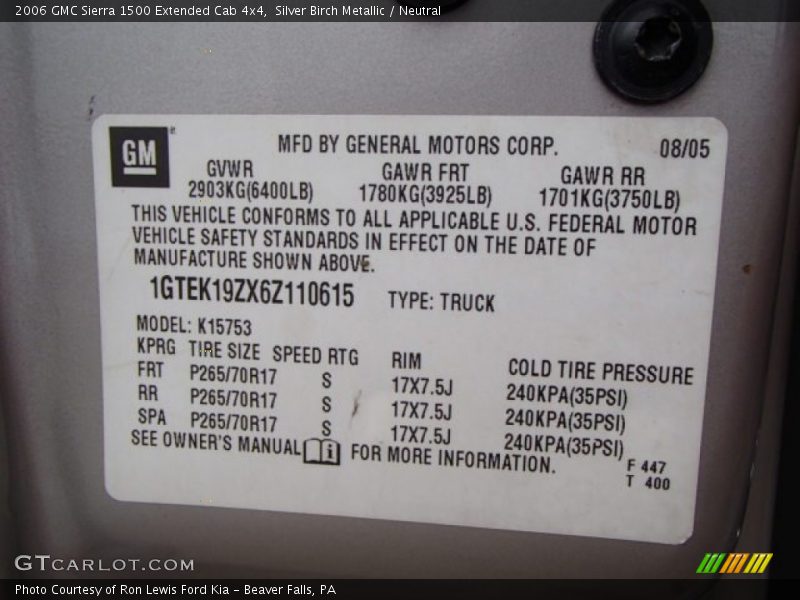 2006 GMC Sierra 1500 Extended Cab 4x4,  Silver Birch Metallic / Neutral
GM
MFD BY GENERAL MOTORS CORP. 08/05
GVWR GAWR FRT GAWR RR
2903KG(6400LB) 1780KG(3925LB) 1701KG(3750LB)
THIS VEHICLE CONFORMS TO ALL APPLICABLE U.S. FEDERAL MOTOR
VEHICLE SAFETY STANDARDS IN EFFECT ON THE DATE OF
MANUFACTURE SHOWN ABOVE.
1GTEK19ZX6Z110615 TYPE: TRUCK
MODEL: K15753
KPRG TIRE SIZE SPEED RTG RIM COLD TIRE PRESSURE
FRT P265/70R17 S 17X7.5J 240KPA(35PSI)
RR P265/70R17 S 17X7.5J 240KPA(35PSI)
SPA P265/70R17 S 17X7.5J 240KPA(35PSI)
SEE OWNER'S MANUAL i FOR MORE INFORMATION.
F 447
T 400
GTCARLOT.COM
Photo Courtesy of Ron Lewis Ford Kia - Beaver Falls, PA